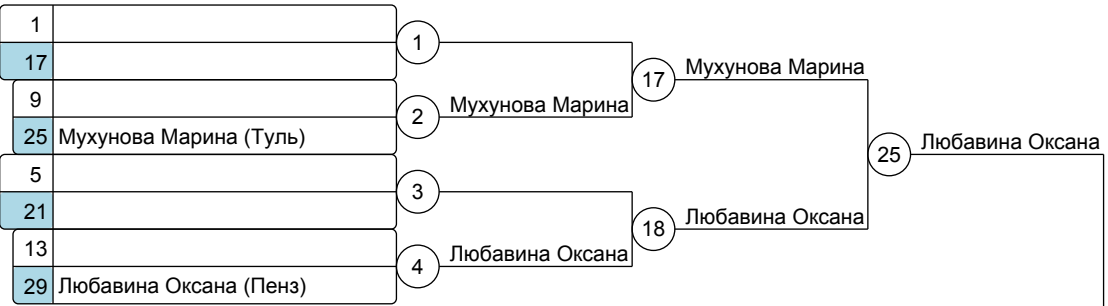 1
1
17
17
Мухунова Марина
9
2
Мухунова Марина
25 Мухунова Марина (Туль)
25
Любавина Оксана
5
3
21
18
Любавина Оксана
13
4
Любавина Оксана
29 Любавина Оксана (Пенз)